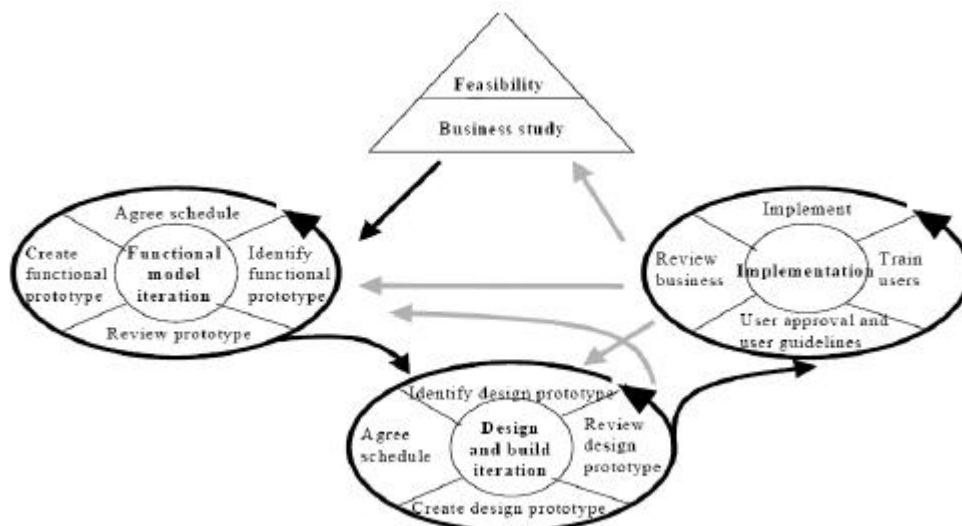 Feasibility
Business study
Agree schedule
Create
functional
prototype
Functional
model
iteration
Identify
functional
prototype
Review prototype
Implement
Review
business
Implementation
Train
users
User approval and
user guidelines
Identify design prototype
Agree
schedule
Design
and build
iteration
Review
design
prototype
Create design prototype